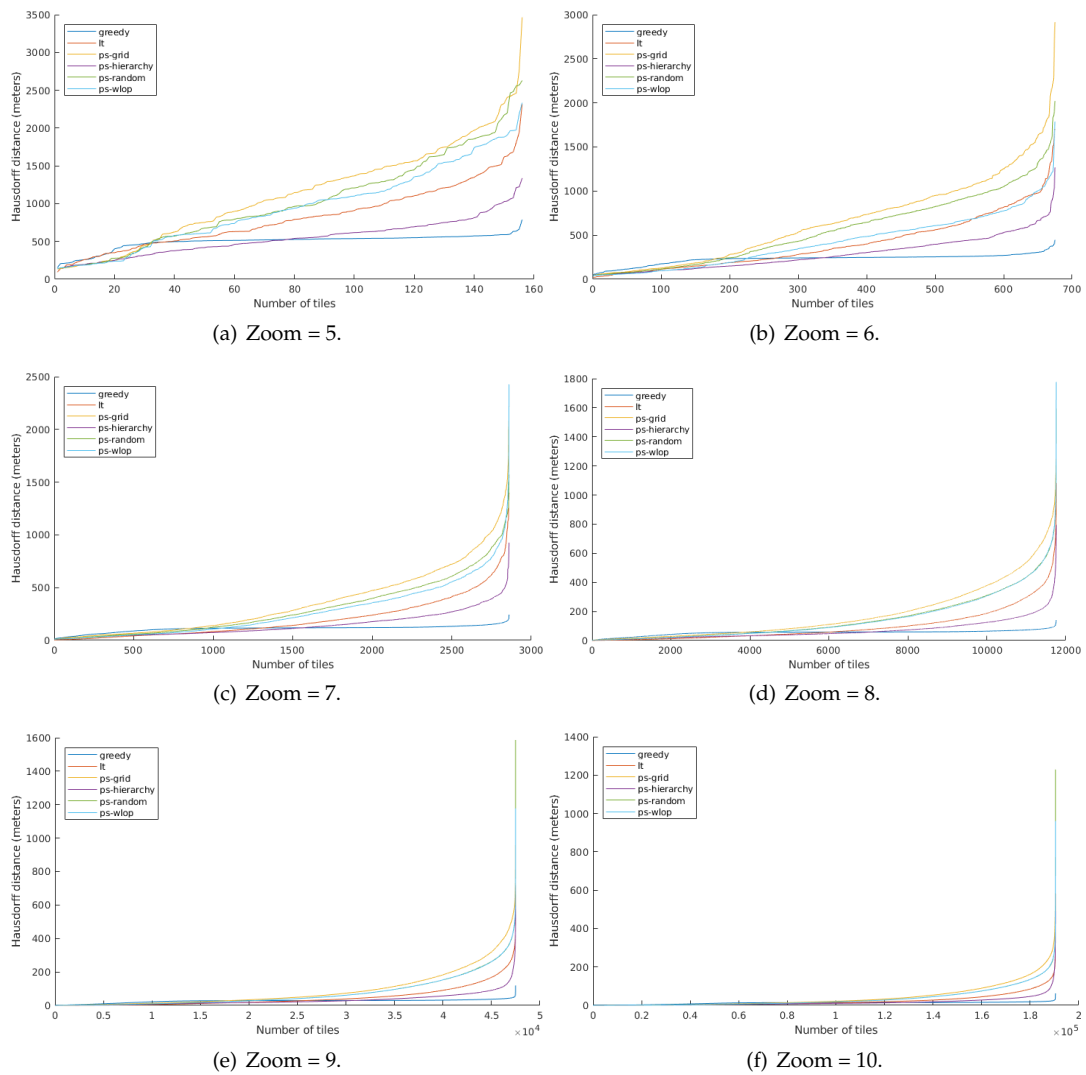 3500
3000
2500
2000
1500
1000
500
0
Hausdorff distance (meters)
greedy
lt
ps-grid
ps-hierarchy
ps-random
ps-wlop
0 20 40 60 80 100 120 140 160
Number of tiles
(a) Zoom = 5.
3000
2500
2000
1500
1000
500
0
Hausdorff distance (meters)
greedy
lt
ps-grid
ps-hierarchy
ps-random
ps-wlop
0 100 200 300 400 500 600 700
Number of tiles
(b) Zoom = 6.
2500
2000
1500
1000
500
0
Hausdorff distance (meters)
greedy
lt
ps-grid
ps-hierarchy
ps-random
ps-wlop
0 500 1000 1500 2000 2500 3000
Number of tiles
(c) Zoom = 7.
1800
1600
1400
1200
1000
800
600
400
200
0
Hausdorff distance (meters)
greedy
lt
ps-grid
ps-hierarchy
ps-random
ps-wlop
0 2000 4000 6000 8000 10000 12000
Number of tiles
(d) Zoom = 8.
1600
1400
1200
1000
800
600
400
200
0
Hausdorff distance (meters)
greedy
lt
ps-grid
ps-hierarchy
ps-random
ps-wlop
0 0.5 1 1.5 2 2.5 3 3.5 4 4.5 5
Number of tiles
×10⁴
(e) Zoom = 9.
1400
1200
1000
800
600
400
200
0
Hausdorff distance (meters)
greedy
lt
ps-grid
ps-hierarchy
ps-random
ps-wlop
0 0.2 0.4 0.6 0.8 1 1.2 1.4 1.6 1.8 2
Number of tiles
×10⁵
(f) Zoom = 10.